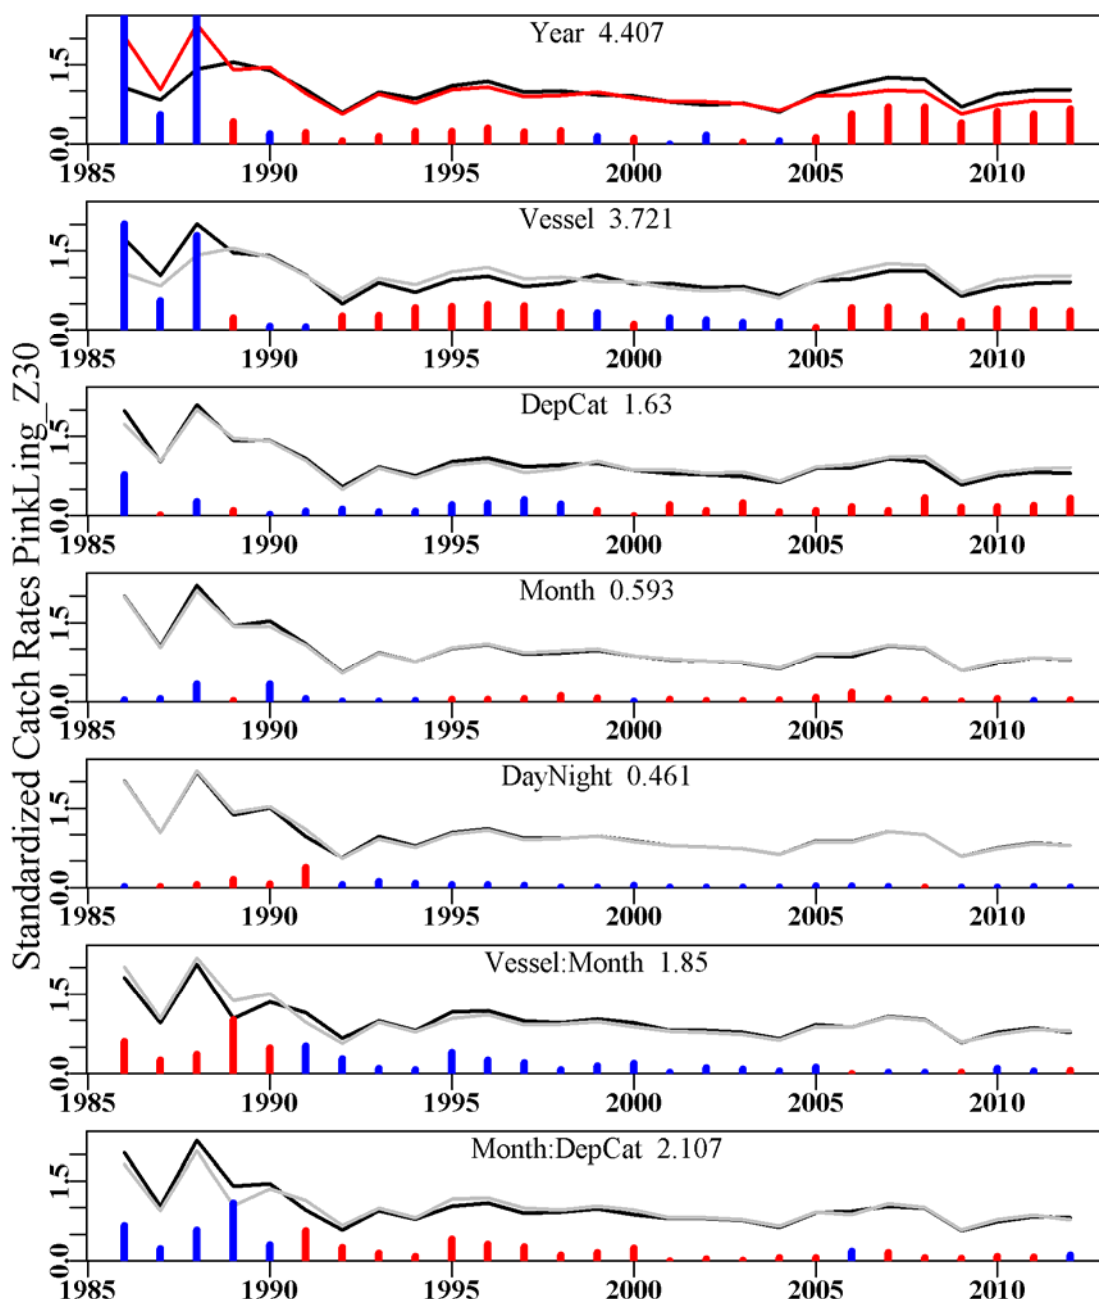 Standardized Catch Rates PinkLing_Z30
Year 4.407
0.0 1.5
1985 1990 1995 2000 2005 2010
Vessel 3.721
0.0 1.5
1985 1990 1995 2000 2005 2010
DepCat 1.63
0.0 1.5
1985 1990 1995 2000 2005 2010
Month 0.593
0.0 1.5
1985 1990 1995 2000 2005 2010
DayNight 0.461
0.0 1.5
1985 1990 1995 2000 2005 2010
Vessel:Month 1.85
0.0 1.5
1985 1990 1995 2000 2005 2010
Month:DepCat 2.107
0.0 1.5
1985 1990 1995 2000 2005 2010